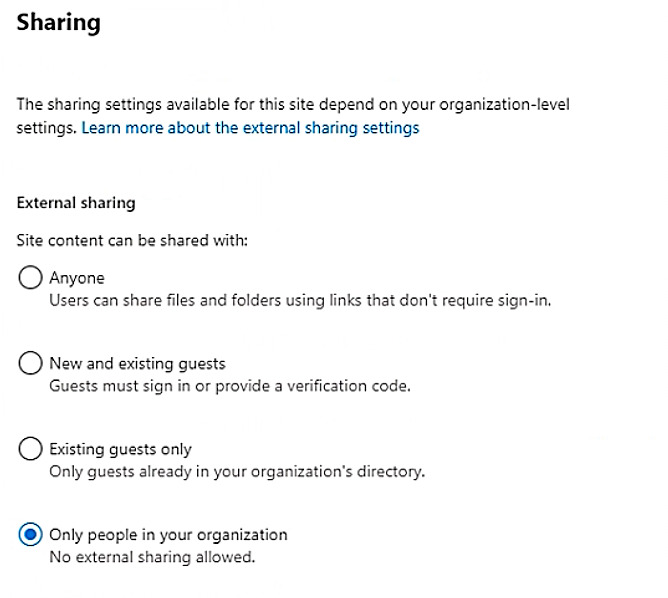 Sharing
The sharing settings available for this site depend on your organization-level
settings. Learn more about the external sharing settings
External sharing
Site content can be shared with:
Anyone
Users can share files and folders using links that don't require sign-in.
New and existing guests
Guests must sign in or provide a verification code.
Existing guests only
Only guests already in your organization's directory.
Only people in your organization
No external sharing allowed.